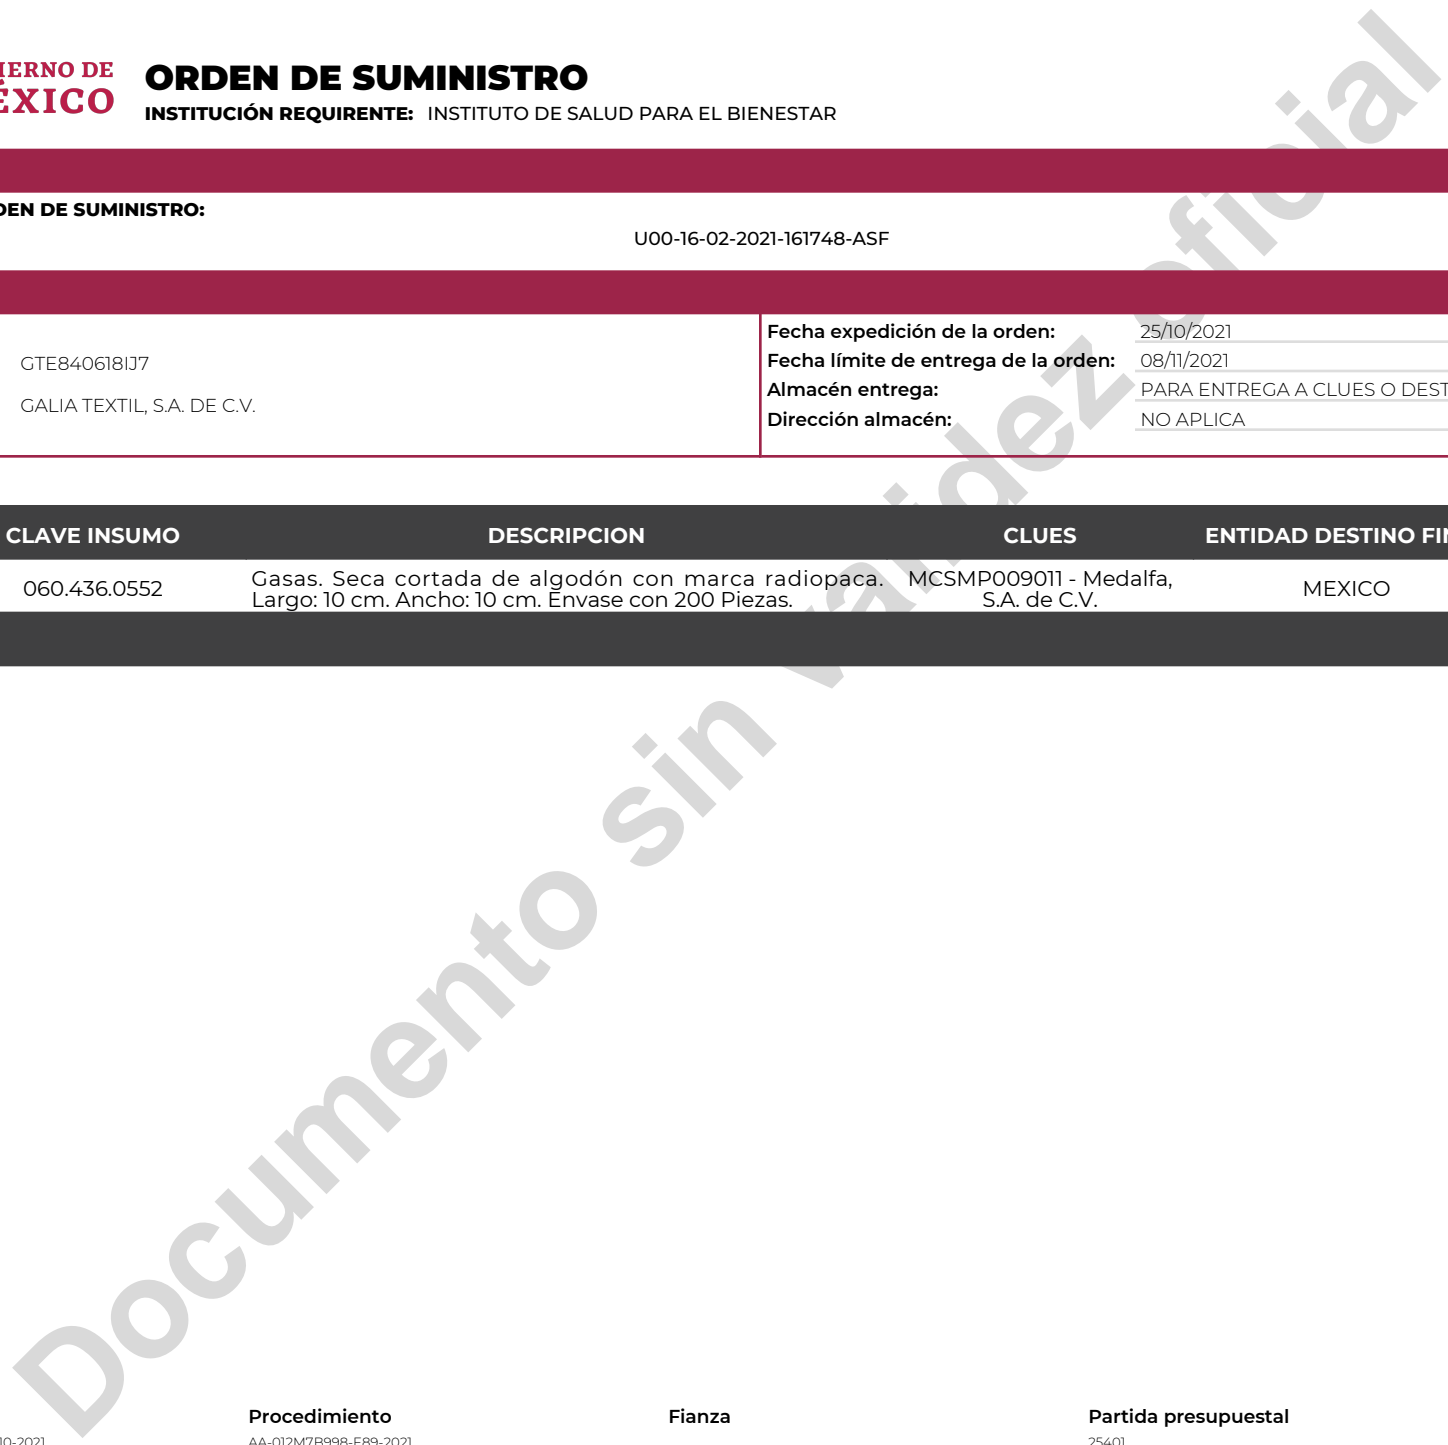 IERNO DE
ÉXICO
ORDEN DE SUMINISTRO
INSTITUCIÓN REQUIRENTE: INSTITUTO DE SALUD PARA EL BIENESTAR
DEN DE SUMINISTRO:
U00-16-02-2021-161748-ASF
GTE840618IJ7
GALIA TEXTIL, S.A. DE C.V.
Fecha expedición de la orden: 25/10/2021
Fecha límite de entrega de la orden: 08/11/2021
Almacén entrega: PARA ENTREGA A CLUES O DEST
Dirección almacén: NO APLICA
CLAVE INSUMO DESCRIPCION CLUES ENTIDAD DESTINO FIN
060.436.0552 Gasas. Seca cortada de algodón con marca radiopaca. MCSMP009011 - Medalfa, MEXICO
Largo: 10 cm. Ancho: 10 cm. Envase con 200 Piezas. S.A. de C.V.
Documento sin validez oficial
Procedimiento Fianza Partida presupuestal
10-2021 AA-012M7B998-E89-2021 25401